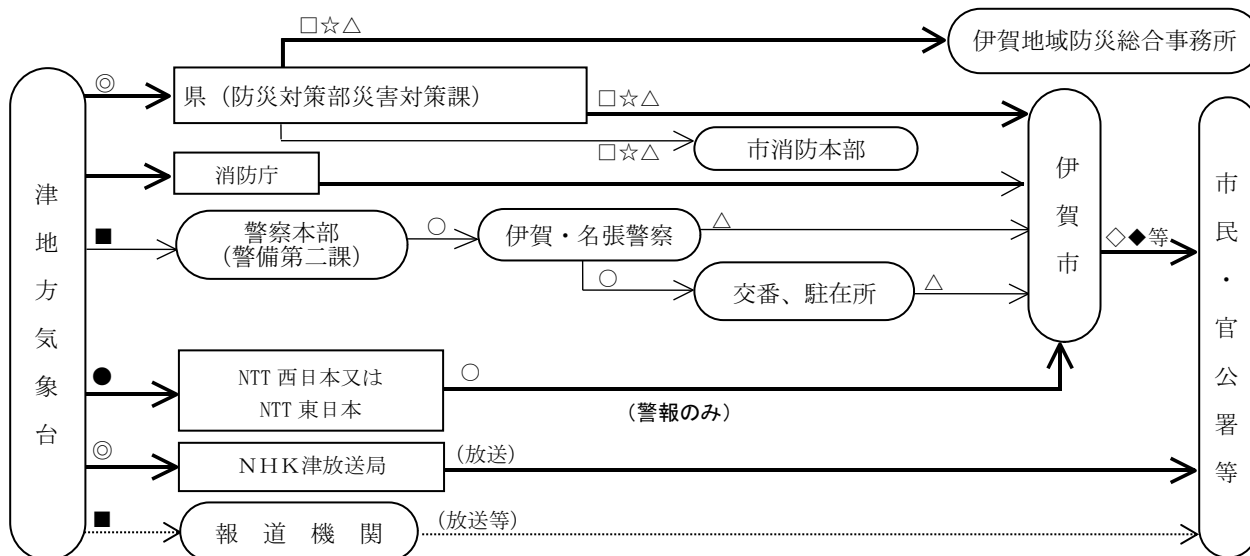 □☆△
伊賀地域防災総合事務所
◎
県（防災対策部災害対策課）
□☆△
□☆△
市消防本部
消防庁
津地方気象台
■
警察本部
（警備第二課）
○
伊賀・名張警察
△
○
交番、駐在所
△
伊賀市
◇◆等
市民・官公署等
●
NTT 西日本又は
NTT 東日本
○
（警報のみ）
◎
ＮＨＫ津放送局
（放送）
■
報　道　機　関
（放送等）